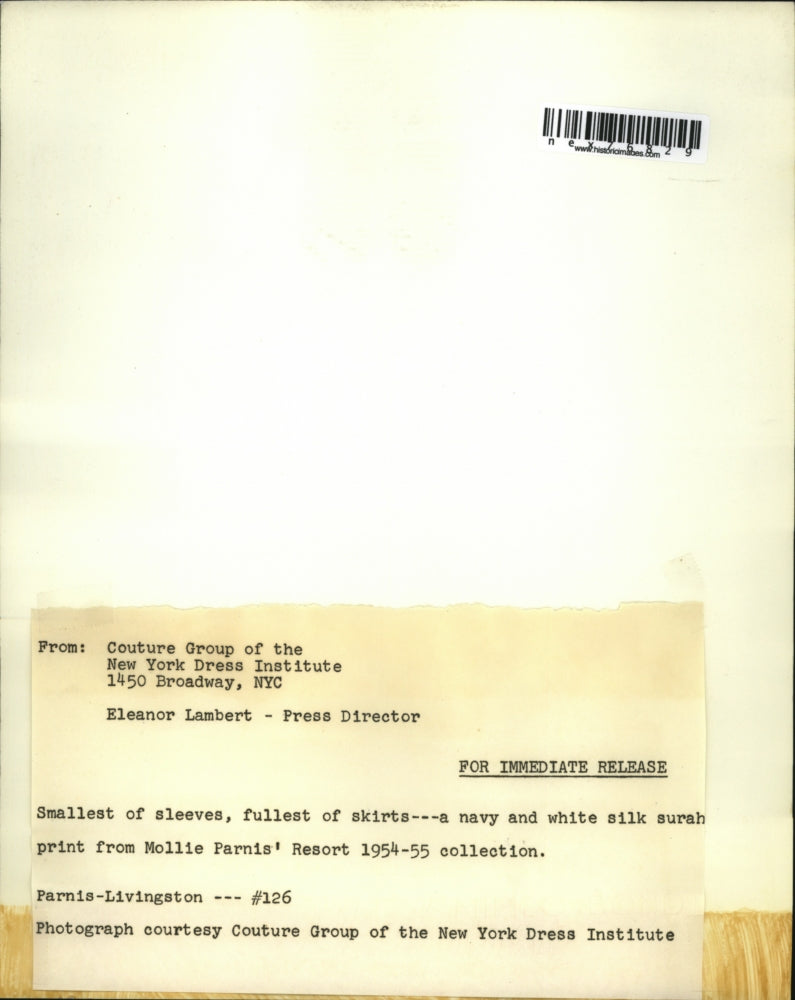 nex26829
www.historicimages.com
From: Couture Group of the
New York Dress Institute
1450 Broadway, NYC
Eleanor Lambert - Press Director
FOR IMMEDIATE RELEASE
Smallest of sleeves, fullest of skirts---a navy and white silk surah
print from Mollie Parnis' Resort 1954-55 collection.
Parnis-Livingston --- #126
Photograph courtesy Couture Group of the New York Dress Institute